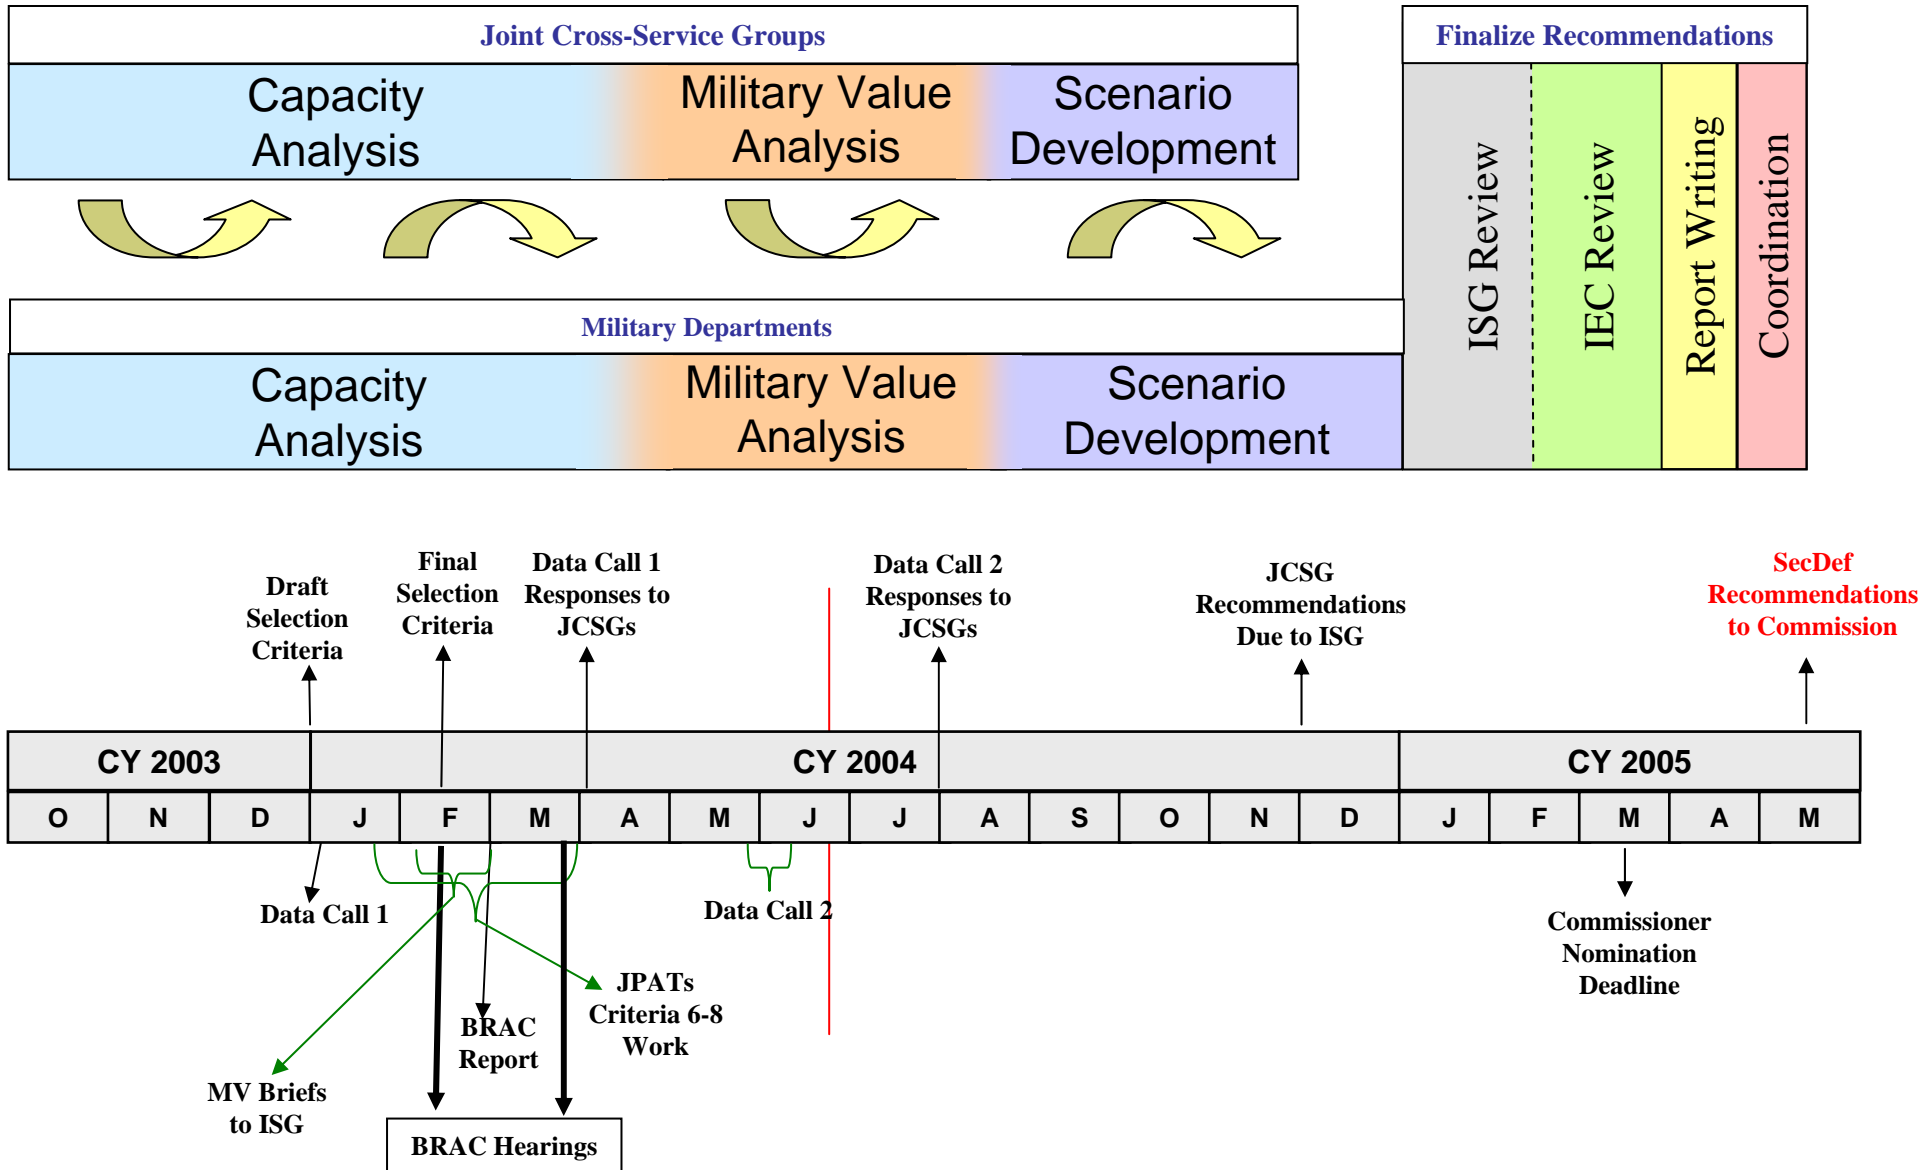 Joint Cross-Service Groups
Finalize Recommendations
Capacity
Analysis
Military Value
Analysis
Scenario
Development
ISG Review
IEC Review
Report Writing
Coordination
Military Departments
Capacity
Analysis
Military Value
Analysis
Scenario
Development
Draft
Selection
Criteria
Final
Selection
Criteria
Data Call 1
Responses to
JCSGs
Data Call 2
Responses to
JCSGs
JCSG
Recommendations
Due to ISG
SecDef
Recommendations
to Commission
CY 2003
CY 2004
CY 2005
O N D J F M A M J J A S O N D J F M A M
Data Call 1
Data Call 2
Commissioner
Nomination
Deadline
JPATs
Criteria 6-8
Work
BRAC
Report
MV Briefs
to ISG
BRAC Hearings